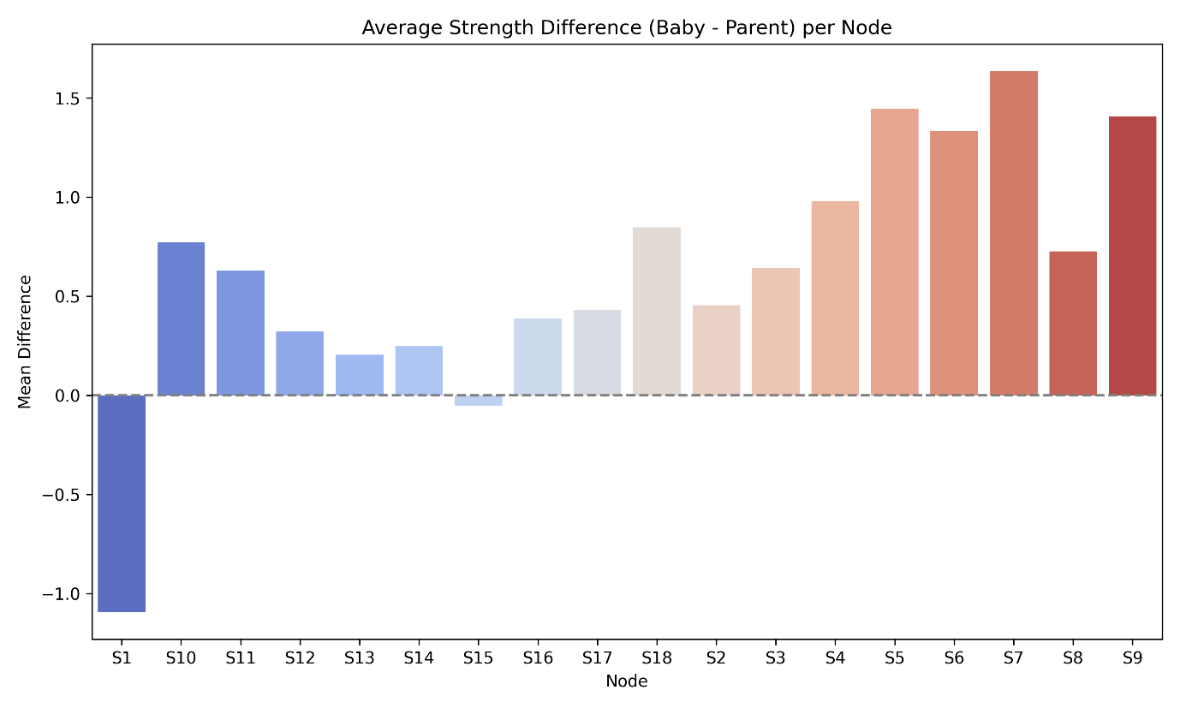 Average Strength Difference (Baby - Parent) per Node
Mean Difference
1.5
1.0
0.5
0.0
−0.5
−1.0
S1 S10 S11 S12 S13 S14 S15 S16 S17 S18 S2 S3 S4 S5 S6 S7 S8 S9
Node